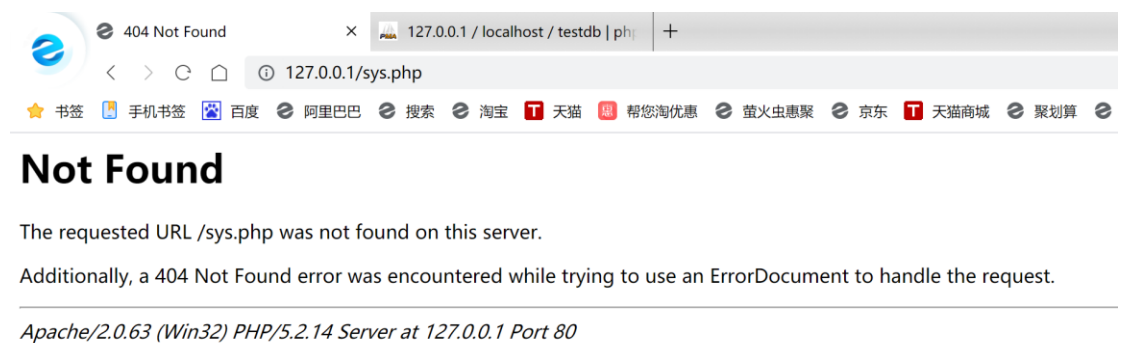 404 Not Found × 127.0.0.1 / localhost / testdb | ph +
127.0.0.1/sys.php
书签 手机书签 百度 阿里巴巴 搜索 淘宝 T 天猫 帮您淘优惠 萤火虫惠聚 京东 T 天猫商城 聚划算
Not Found
The requested URL /sys.php was not found on this server.
Additionally, a 404 Not Found error was encountered while trying to use an ErrorDocument to handle the request.
Apache/2.0.63 (Win32) PHP/5.2.14 Server at 127.0.0.1 Port 80